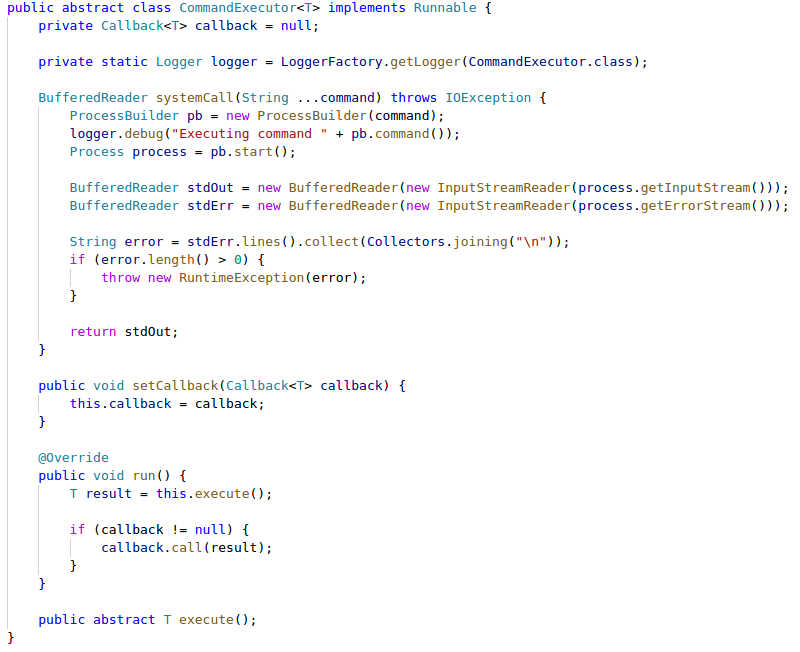 public abstract class CommandExecutor<T> implements Runnable {
    private Callback<T> callback = null;

    private static Logger logger = LoggerFactory.getLogger(CommandExecutor.class);

    BufferedReader systemCall(String ...command) throws IOException {
        ProcessBuilder pb = new ProcessBuilder(command);
        logger.debug("Executing command " + pb.command());
        Process process = pb.start();

        BufferedReader stdOut = new BufferedReader(new InputStreamReader(process.getInputStream()));
        BufferedReader stdErr = new BufferedReader(new InputStreamReader(process.getErrorStream()));

        String error = stdErr.lines().collect(Collectors.joining("\n"));
        if (error.length() > 0) {
            throw new RuntimeException(error);
        }

        return stdOut;
    }

    public void setCallback(Callback<T> callback) {
        this.callback = callback;
    }

    @Override
    public void run() {
        T result = this.execute();

        if (callback != null) {
            callback.call(result);
        }
    }

    public abstract T execute();
}